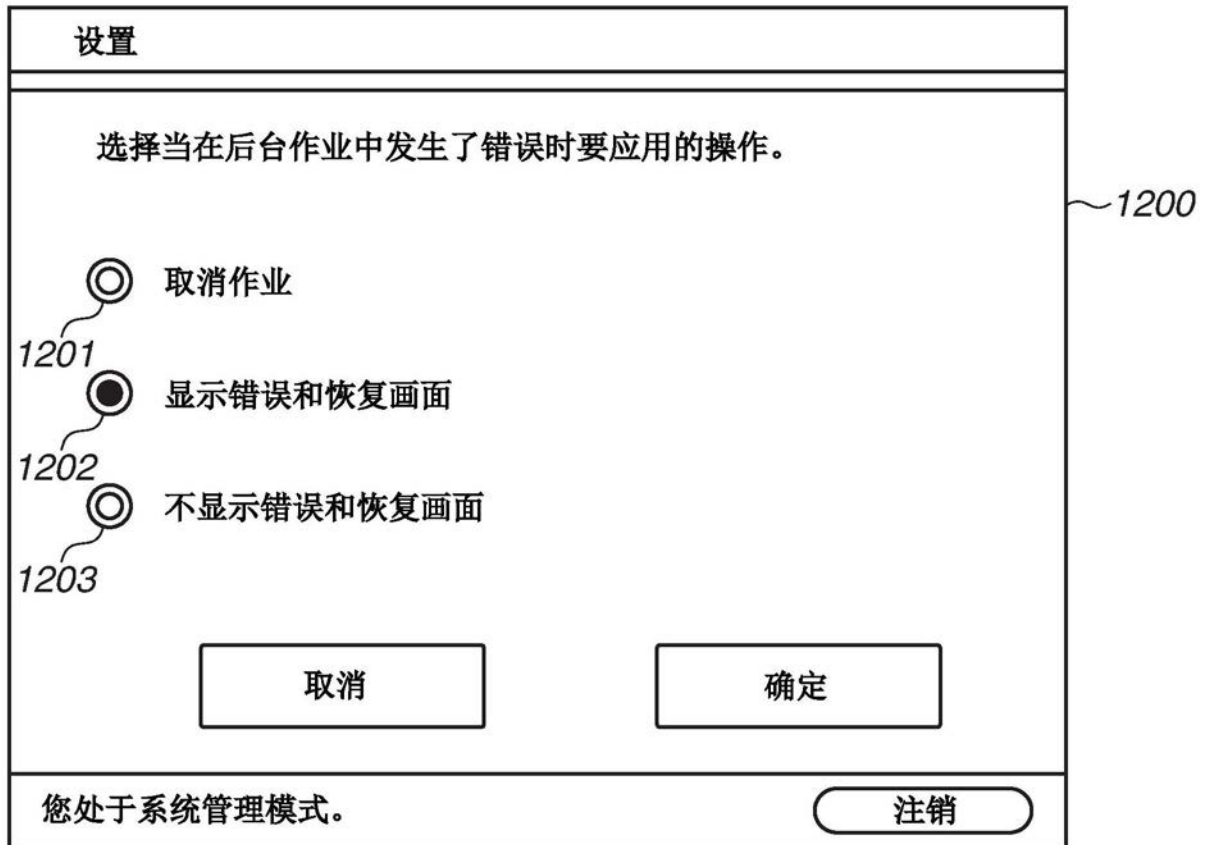 设置
选择当在后台作业中发生了错误时要应用的操作。
1200
取消作业
1201
显示错误和恢复画面
1202
不显示错误和恢复画面
1203
取消
确定
您处于系统管理模式。
注销